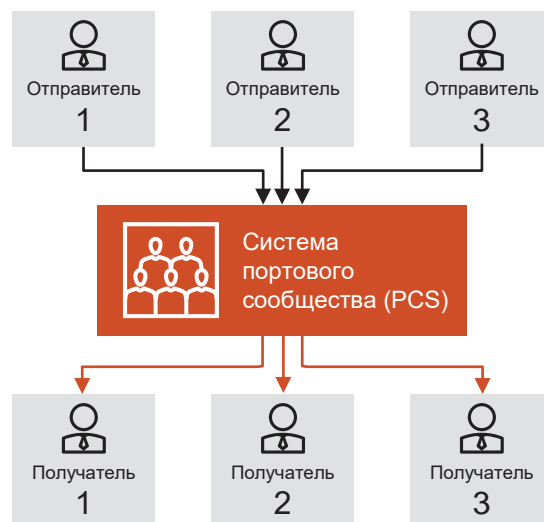 Отправитель
1
Отправитель
2
Отправитель
3
Система
портового
сообщества (PCS)
Получатель
1
Получатель
2
Получатель
3